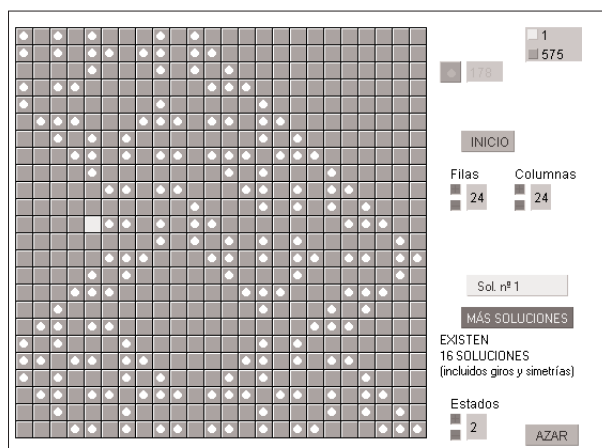 1
575
178
INICIO
Filas
Columnas
24
24
Sol. nº 1
MÁS SOLUCIONES
EXISTEN
16 SOLUCIONES
(incluidos giros y simetrías)
Estados
2
AZAR